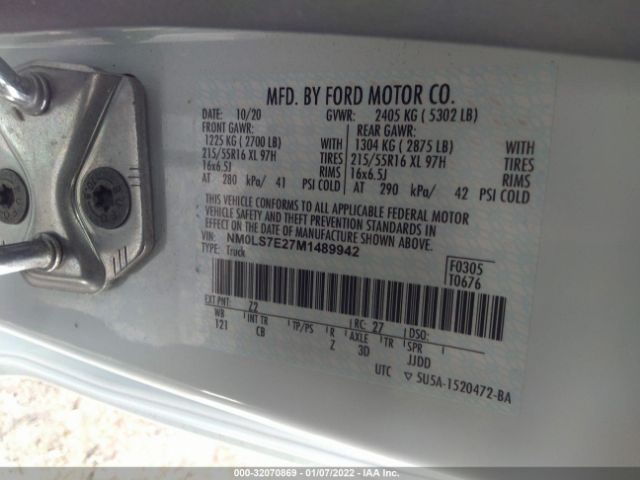 MFD. BY FORD MOTOR CO.
DATE: 10/20 GVWR: 2405 KG ( 5302 LB)
FRONT GAWR: REAR GAWR:
1225 KG ( 2700 LB) WITH 1304 KG ( 2875 LB) WITH
215/55R16 XL 97H TIRES 215/55R16 XL 97H TIRES
16x6.5J RIMS 16x6.5J RIMS
AT 280 kPa/ 41 PSI COLD AT 290 kPa/ 42 PSI COLD
THIS VEHICLE CONFORMS TO ALL APPLICABLE FEDERAL MOTOR
VEHICLE SAFETY AND THEFT PREVENTION STANDARDS IN
EFFECT ON THE DATE OF MANUFACTURE SHOWN ABOVE.
VIN: NM0LS7E27M1489942
TYPE: Truck
F0305
T0676
EXT PNT: Z2 RC: 27 DSO:
WB INT TR TP/PS R AXLE TR SPR
121 CB Z 3D JJDD
UTC ▽ 5U5A-1520472-BA
000-32070869 - 01/07/2022 - IAA Inc.